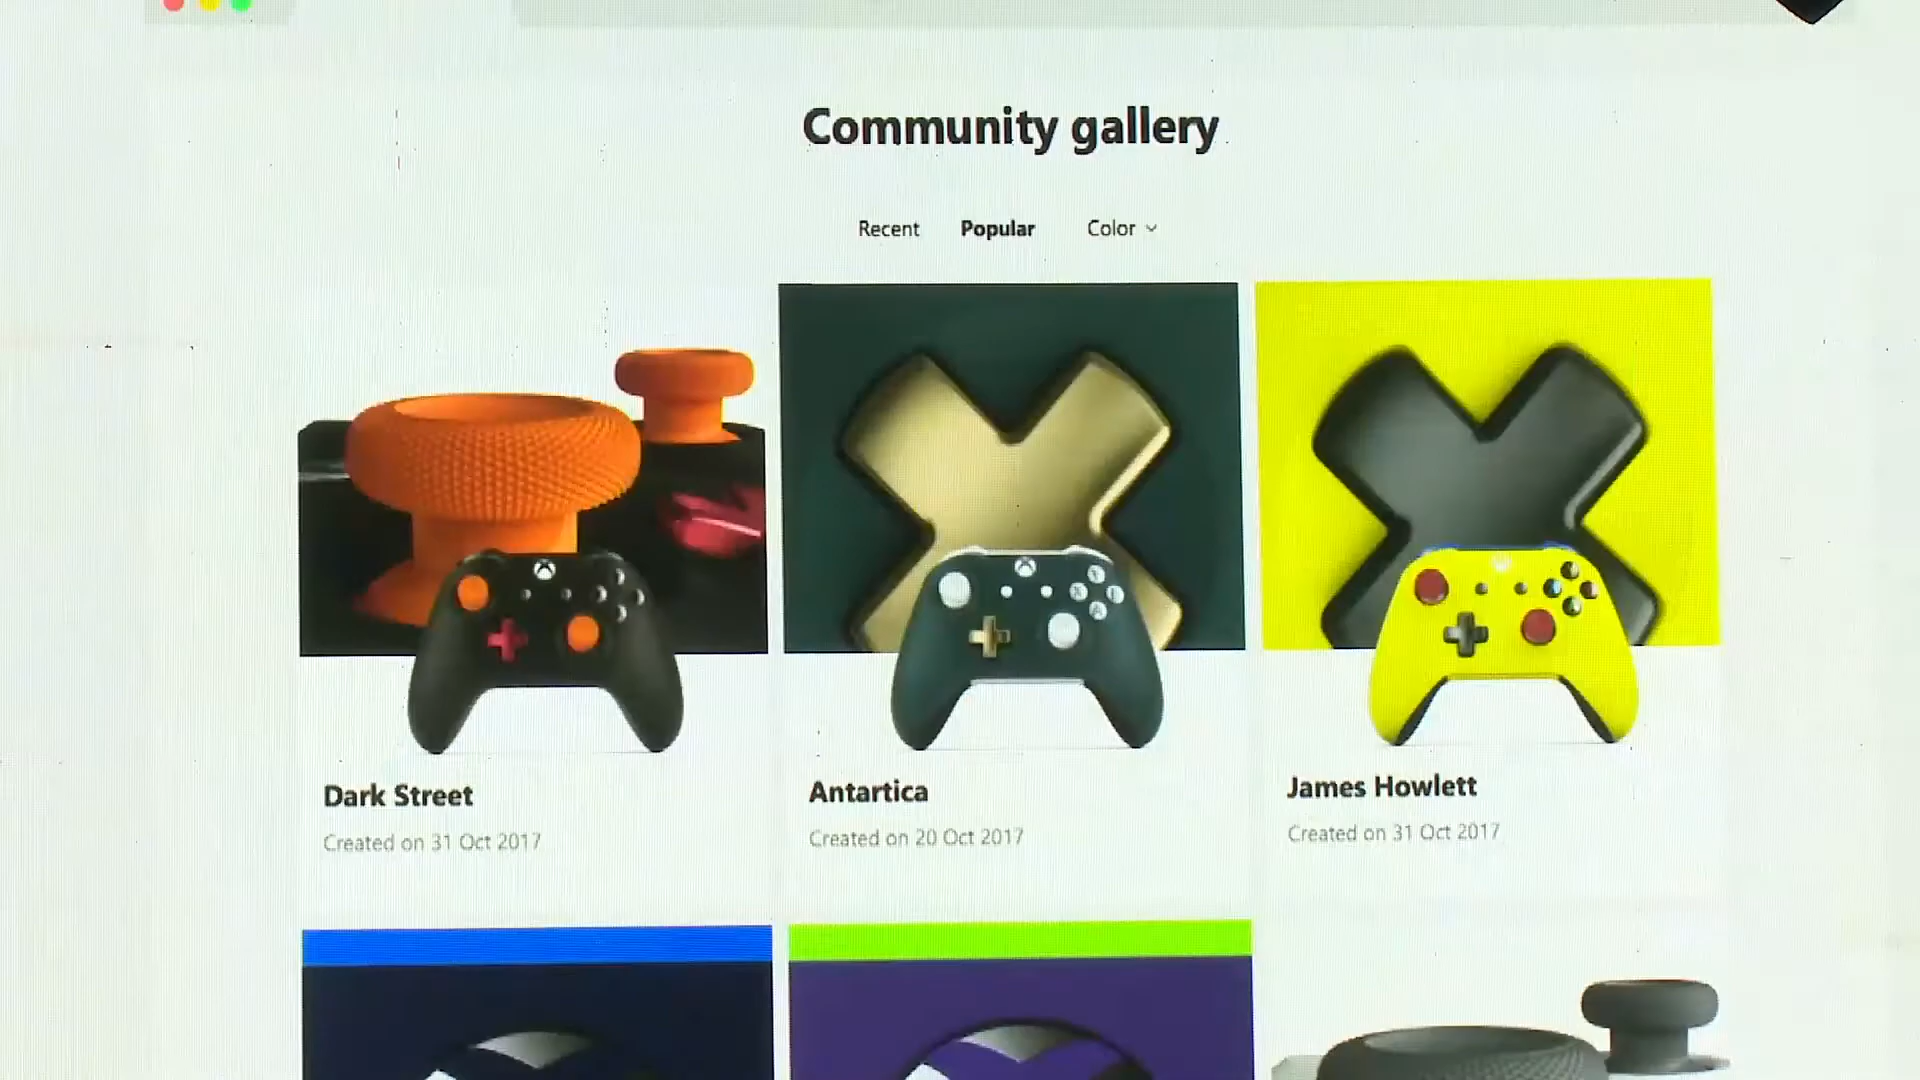 Community gallery
Recent Popular Color
Dark Street
Created on 31 Oct 2017
Antartica
Created on 20 Oct 2017
James Howlett
Created on 31 Oct 2017